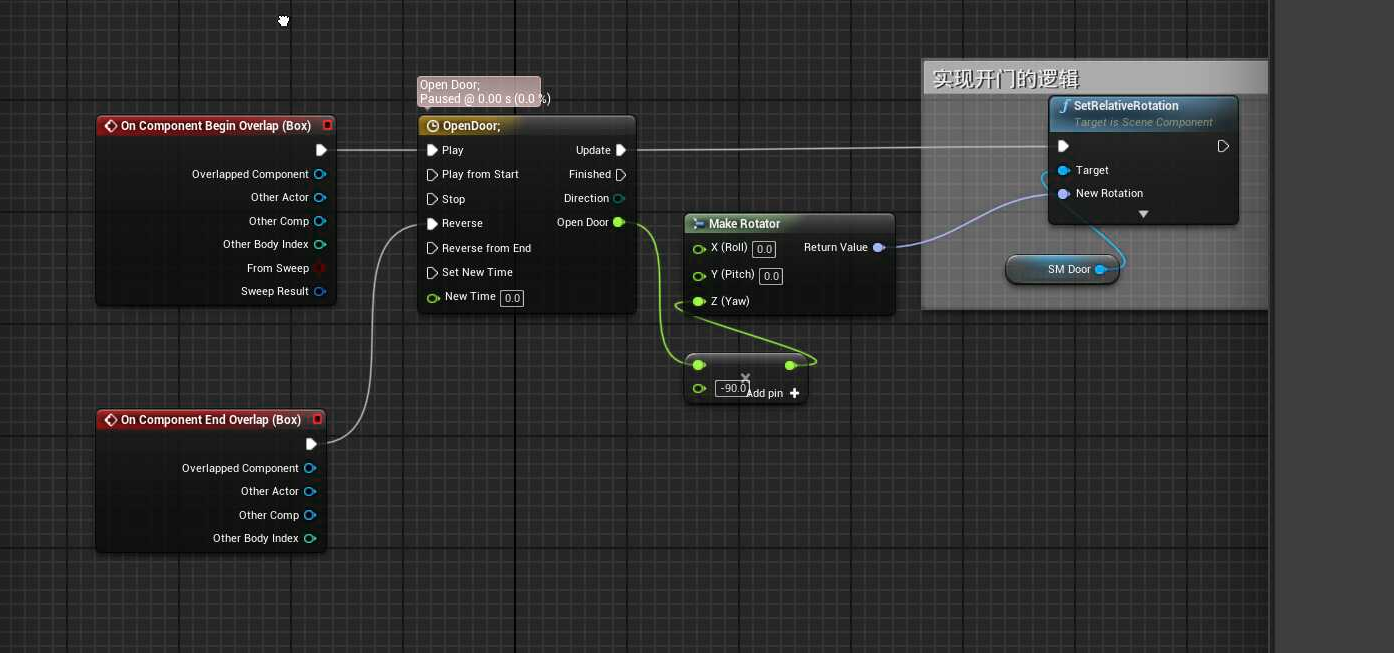 实现开门的逻辑
Open Door;
Paused @ 0.00 s (0.0 %)
SetRelativeRotation
Target is Scene Component
Target
New Rotation
SM Door
On Component Begin Overlap (Box)
Overlapped Component
Other Actor
Other Comp
Other Body Index
From Sweep
Sweep Result
OpenDoor;
Play
Update
Play from Start
Finished
Stop
Direction
Reverse
Open Door
Reverse from End
Set New Time
New Time 0.0
Make Rotator
X (Roll) 0.0
Return Value
Y (Pitch) 0.0
Z (Yaw)
-90.0
Add pin
On Component End Overlap (Box)
Overlapped Component
Other Actor
Other Comp
Other Body Index